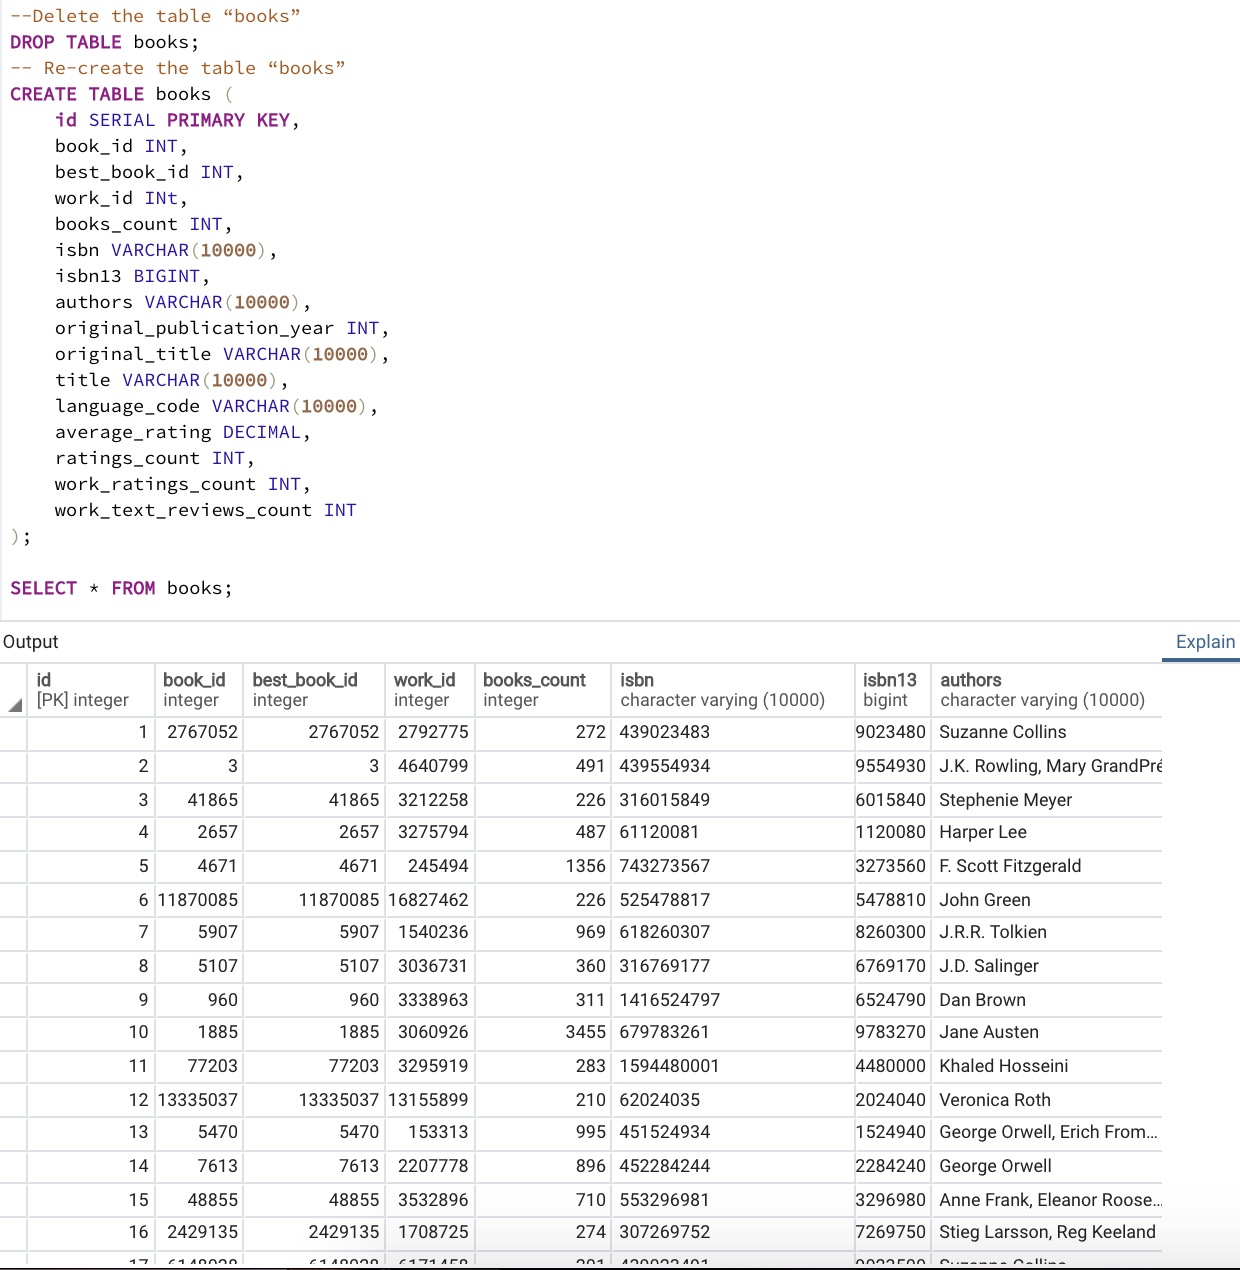 --Delete the table “books”
DROP TABLE books;
-- Re-create the table “books”
CREATE TABLE books (
id SERIAL PRIMARY KEY,
book_id INT,
best_book_id INT,
work_id INt,
books_count INT,
isbn VARCHAR(10000),
isbn13 BIGINT,
authors VARCHAR(10000),
original_publication_year INT,
original_title VARCHAR(10000),
title VARCHAR(10000),
language_code VARCHAR(10000),
average_rating DECIMAL,
ratings_count INT,
work_ratings_count INT,
work_text_reviews_count INT
);
SELECT * FROM books;
Output Explain
id book_id best_book_id work_id books_count isbn isbn13 authors
[PK] integer integer integer integer integer character varying (10000) bigint character varying (10000)
1 2767052 2767052 2792775 272 439023483 9023480 Suzanne Collins
2 3 3 4640799 491 439554934 9554930 J.K. Rowling, Mary GrandPré
3 41865 41865 3212258 226 316015849 6015840 Stephenie Meyer
4 2657 2657 3275794 487 61120081 1120080 Harper Lee
5 4671 4671 245494 1356 743273567 3273560 F. Scott Fitzgerald
6 11870085 11870085 16827462 226 525478817 5478810 John Green
7 5907 5907 1540236 969 618260307 8260300 J.R.R. Tolkien
8 5107 5107 3036731 360 316769177 6769170 J.D. Salinger
9 960 960 3338963 311 1416524797 6524790 Dan Brown
10 1885 1885 3060926 3455 679783261 9783270 Jane Austen
11 77203 77203 3295919 283 1594480001 4480000 Khaled Hosseini
12 13335037 13335037 13155899 210 62024035 2024040 Veronica Roth
13 5470 5470 153313 995 451524934 1524940 George Orwell, Erich From…
14 7613 7613 2207778 896 452284244 2284240 George Orwell
15 48855 48855 3532896 710 553296981 3296980 Anne Frank, Eleanor Roose…
16 2429135 2429135 1708725 274 307269752 7269750 Stieg Larsson, Reg Keeland